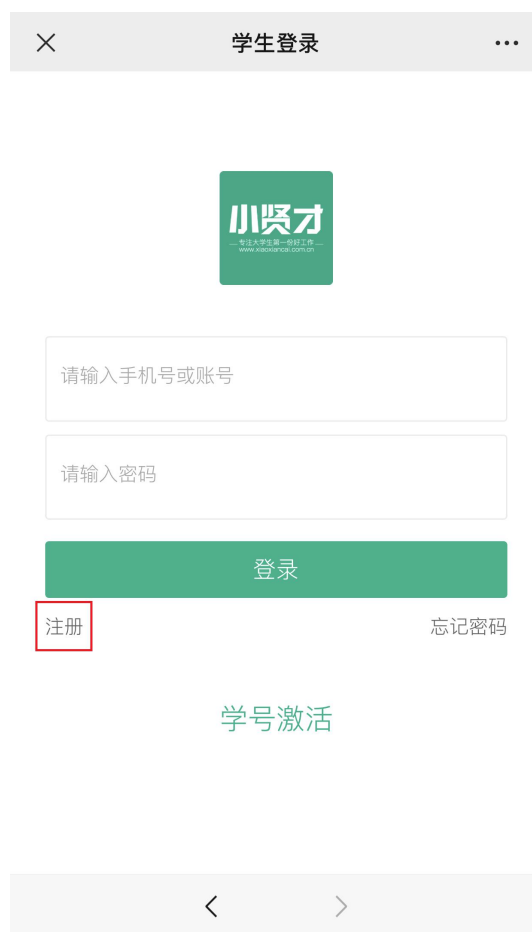 学生登录
小贤才
专注大学生第一份好工作
www.xiaoxiancai.com.cn
请输入手机号或账号
请输入密码
登录
注册
忘记密码
学号激活